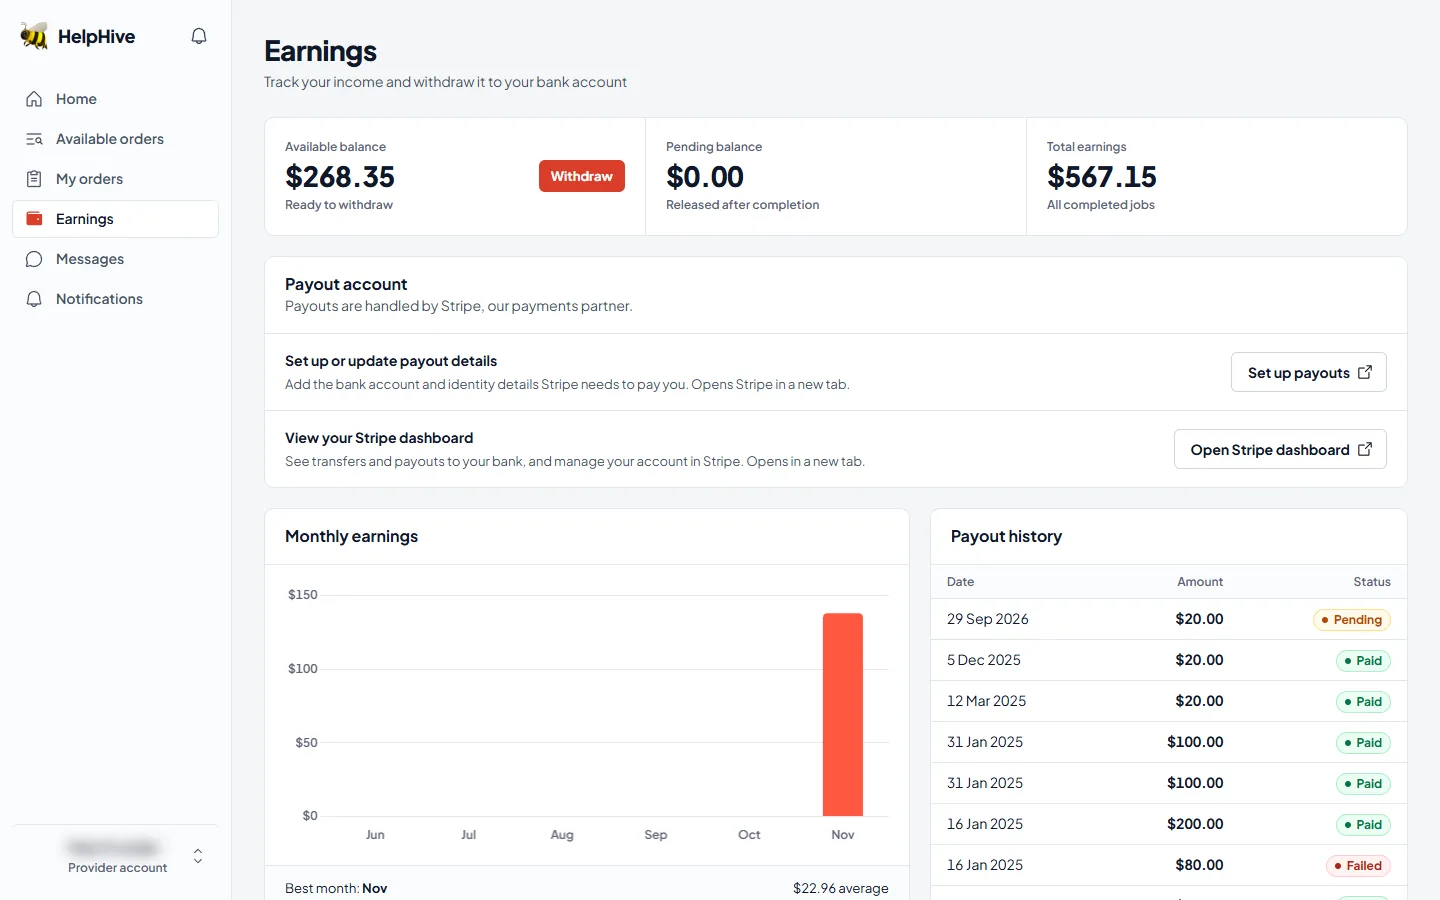 HelpHive
Home
Available orders
My orders
Earnings
Messages
Notifications
Provider account
Earnings
Track your income and withdraw it to your bank account
Available balance
$268.35
Ready to withdraw
Withdraw
Pending balance
$0.00
Released after completion
Total earnings
$567.15
All completed jobs
Payout account
Payouts are handled by Stripe, our payments partner.
Set up or update payout details
Add the bank account and identity details Stripe needs to pay you. Opens Stripe in a new tab.
Set up payouts
View your Stripe dashboard
See transfers and payouts to your bank, and manage your account in Stripe. Opens in a new tab.
Open Stripe dashboard
Monthly earnings
$150
$100
$50
$0
Jun Jul Aug Sep Oct Nov
Best month: Nov $22.96 average
Payout history
Date Amount Status
29 Sep 2026 $20.00 Pending
5 Dec 2025 $20.00 Paid
12 Mar 2025 $20.00 Paid
31 Jan 2025 $100.00 Paid
31 Jan 2025 $100.00 Paid
16 Jan 2025 $200.00 Paid
16 Jan 2025 $80.00 Failed